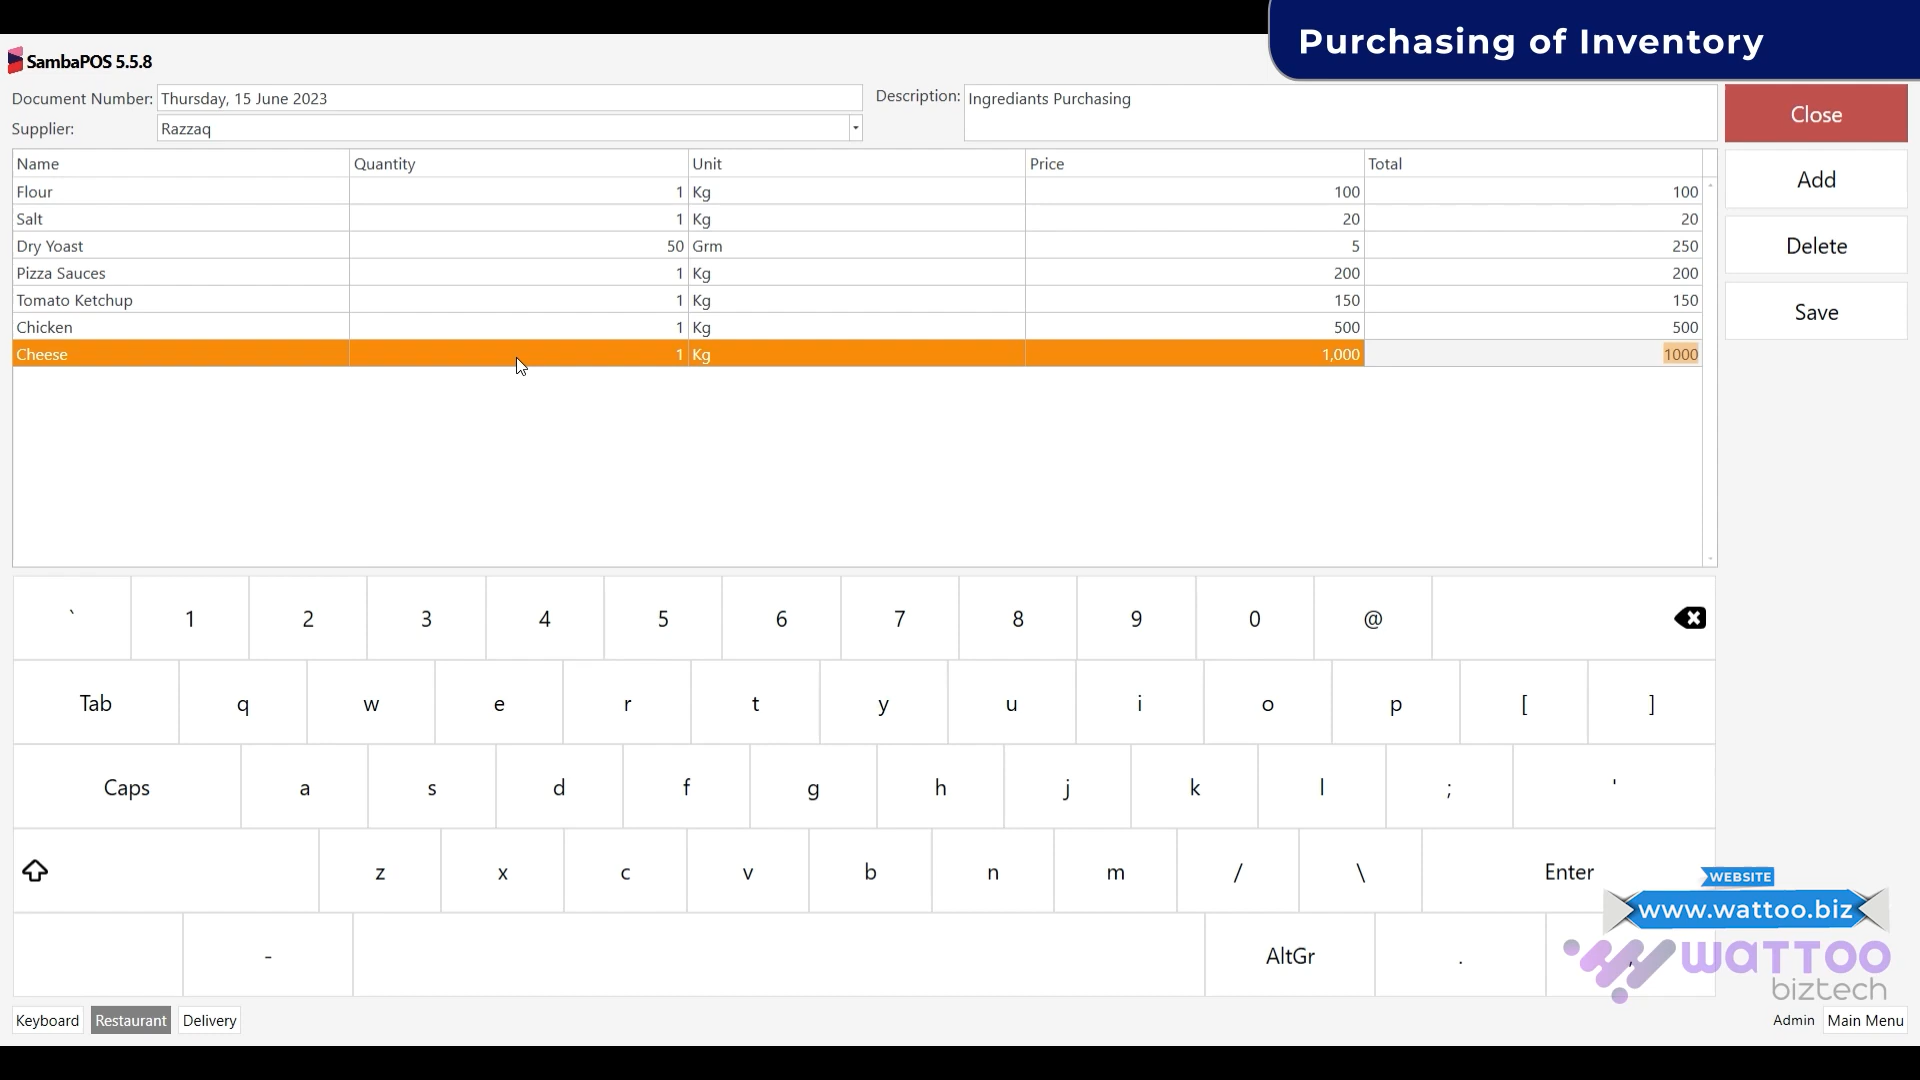 Purchasing of Inventory
SambaPOS 5.5.8
Document Number: Thursday, 15 June 2023 Description: Ingrediants Purchasing Close
Supplier: Razzaq
Name Quantity Unit Price Total
Add
Flour 1 Kg 100 100
Salt 1 Kg 20 20
Dry Yoast 50 Grm 5 250 Delete
Pizza Sauces 1 Kg 200 200
Tomato Ketchup 1 Kg 150 150 Save
Chicken 1 Kg 500 500
Cheese 1 Kg 1,000 1000
` 1 2 3 4 5 6 7 8 9 0 @
Tab q w e r t y u i o p [ ]
Caps a s d f g h j k l ; '
z x c v b n m / \ Enter
WEBSITE
www.wattoo.biz
- AltGr . ,
wattoo
biztech
Keyboard Restaurant Delivery Admin Main Menu